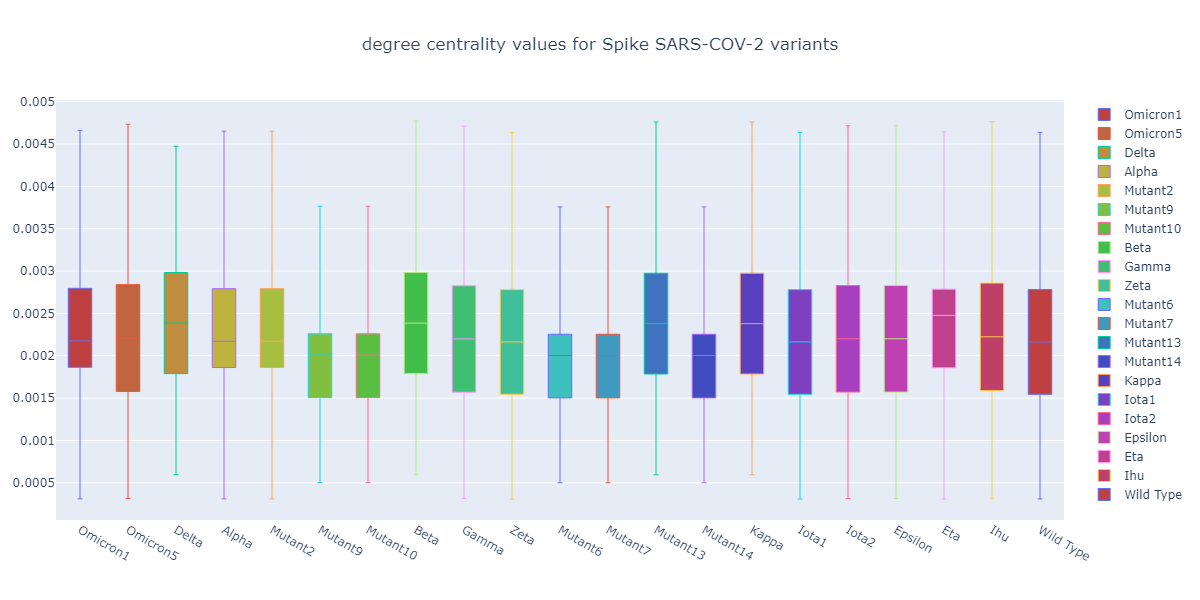 degree centrality values for Spike SARS-COV-2 variants
0.005
0.0045
0.004
0.0035
0.003
0.0025
0.002
0.0015
0.001
0.0005
Omicron1
Omicron5
Delta
Alpha
Mutant2
Mutant9
Mutant10
Beta
Gamma
Zeta
Mutant6
Mutant7
Mutant13
Mutant14
Kappa
Iota1
Iota2
Epsilon
Eta
Ihu
Wild Type
Omicron1
Omicron5
Delta
Alpha
Mutant2
Mutant9
Mutant10
Beta
Gamma
Zeta
Mutant6
Mutant7
Mutant13
Mutant14
Kappa
Iota1
Iota2
Epsilon
Eta
Ihu
Wild Type